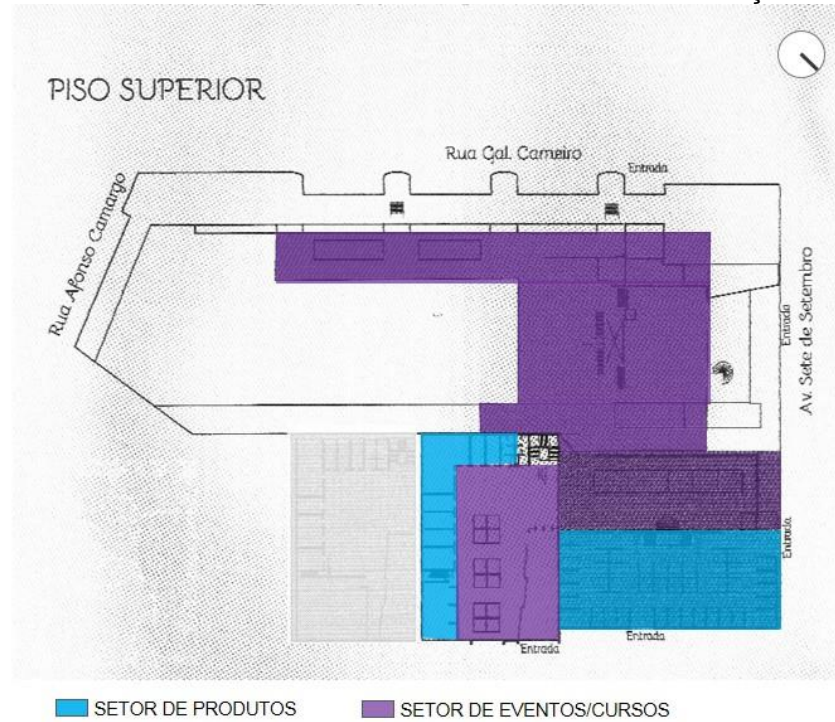 PISO SUPERIOR
Rua Gal. Carneiro
Entrada
Rua Afonso Camargo
Entrada
Av. Sete de Setembro
Entrada
Entrada
Entrada
SETOR DE PRODUTOS
SETOR DE EVENTOS/CURSOS